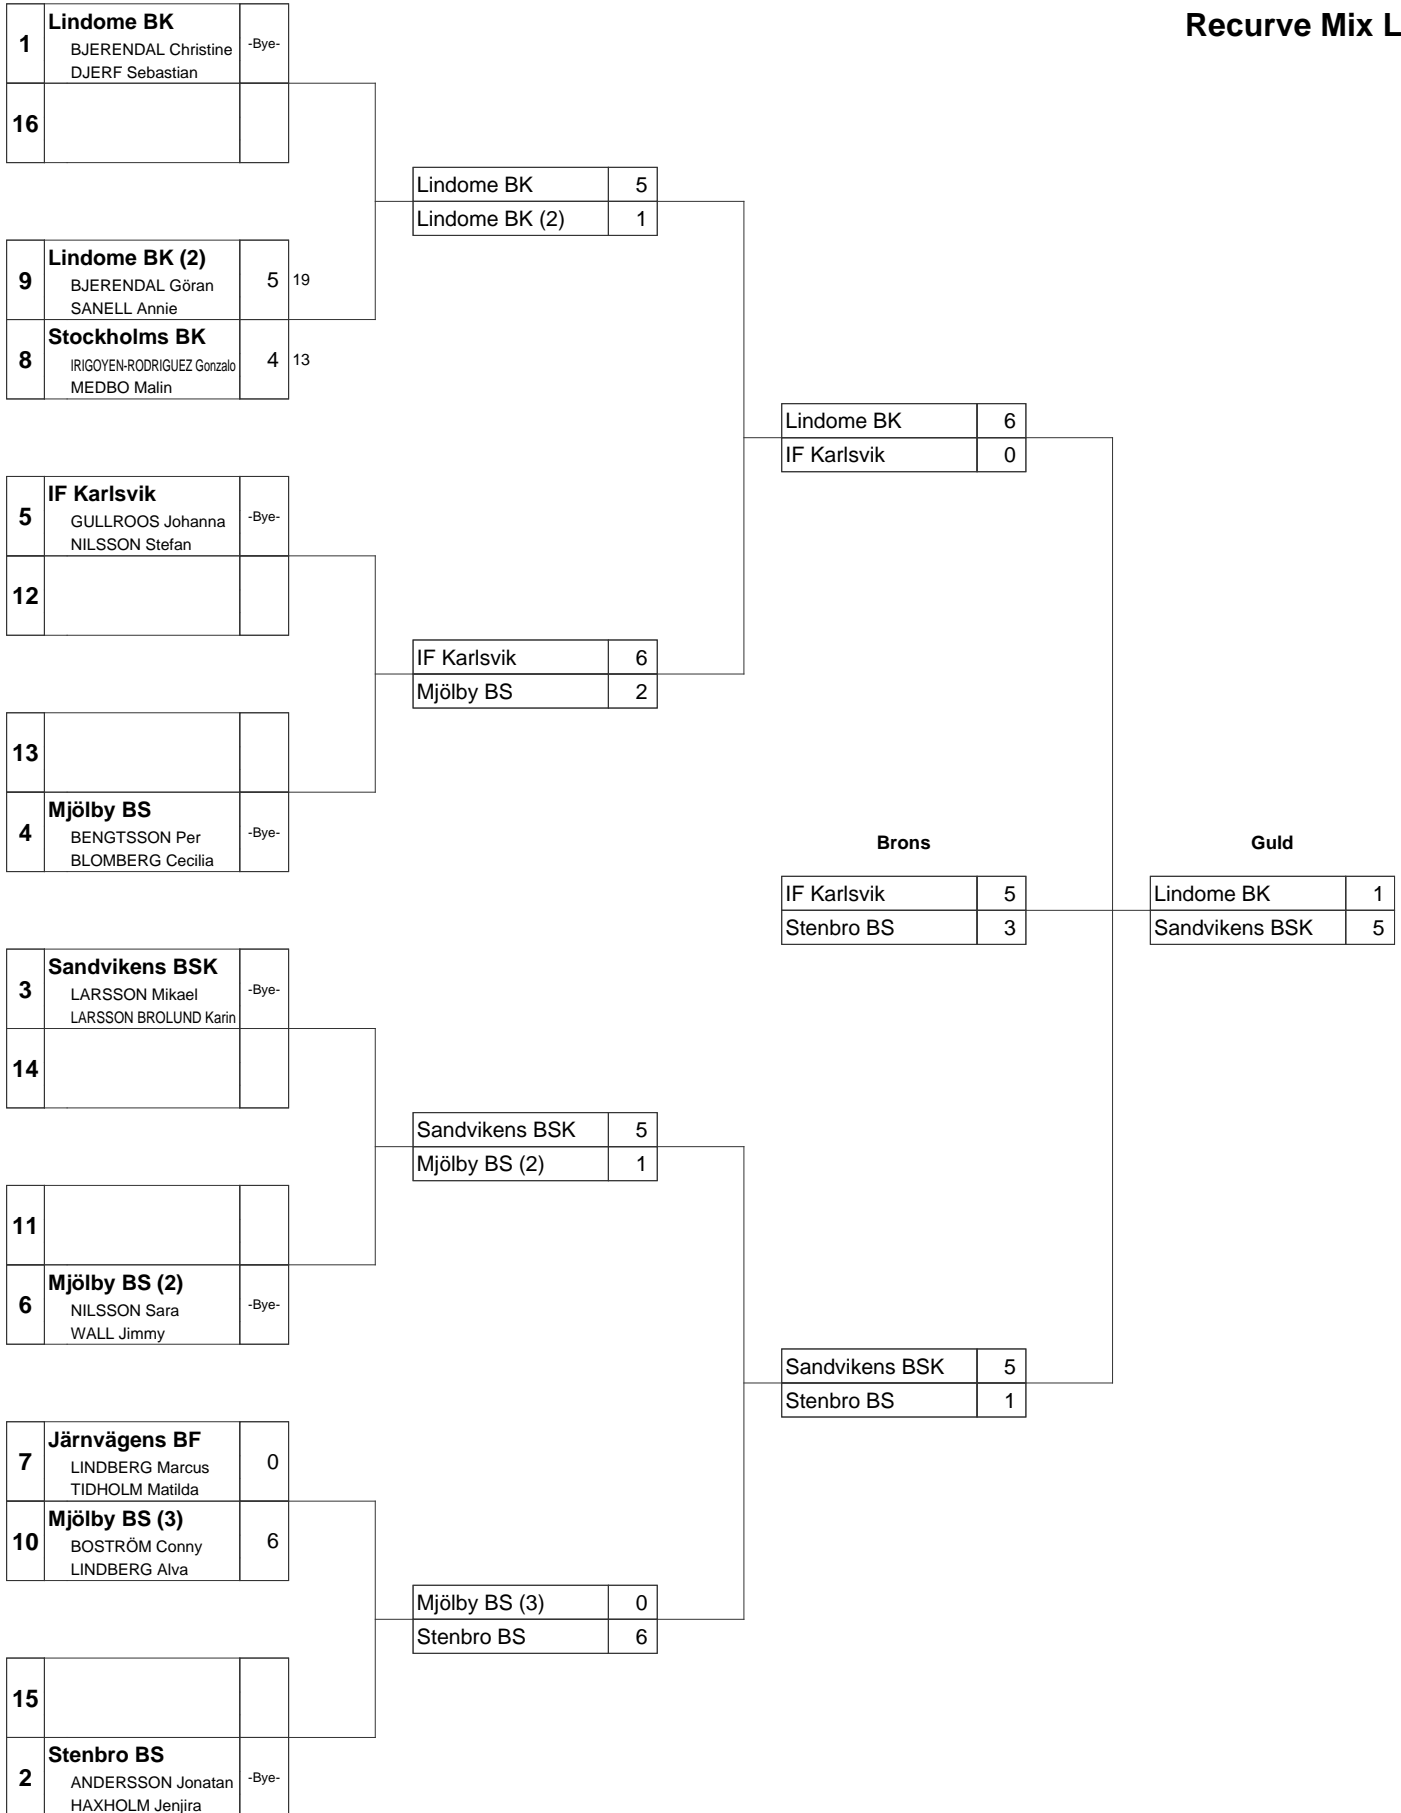 Recurve Mix L
1
Lindome BK
BJERENDAL Christine
DJERF Sebastian
-Bye-
16
Lindome BK 5
Lindome BK (2) 1
9
Lindome BK (2)
BJERENDAL Göran
SANELL Annie
5 19
8
Stockholms BK
IRIGOYEN-RODRIGUEZ Gonzalo
MEDBO Malin
4 13
Lindome BK 6
IF Karlsvik 0
5
IF Karlsvik
GULLROOS Johanna
NILSSON Stefan
-Bye-
12
IF Karlsvik 6
Mjölby BS 2
13
4
Mjölby BS
BENGTSSON Per
BLOMBERG Cecilia
-Bye-
Brons
Guld
IF Karlsvik 5
Stenbro BS 3
Lindome BK 1
Sandvikens BSK 5
3
Sandvikens BSK
LARSSON Mikael
LARSSON BROLUND Karin
-Bye-
14
Sandvikens BSK 5
Mjölby BS (2) 1
11
6
Mjölby BS (2)
NILSSON Sara
WALL Jimmy
-Bye-
Sandvikens BSK 5
Stenbro BS 1
7
Järnvägens BF
LINDBERG Marcus
TIDHOLM Matilda
0
10
Mjölby BS (3)
BOSTRÖM Conny
LINDBERG Alva
6
Mjölby BS (3) 0
Stenbro BS 6
15
2
Stenbro BS
ANDERSSON Jonatan
HAXHOLM Jenjira
-Bye-